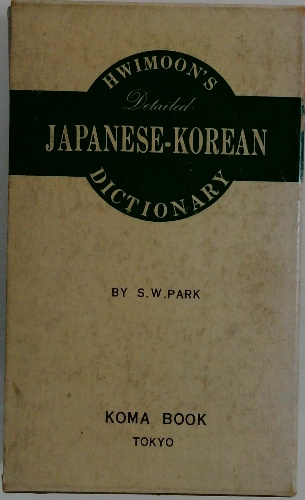 HWIMOON'S
Detailed
JAPANESE-KOREAN
DICTIONARY
BY S.W.PARK
KOMA BOOK
TOKYO